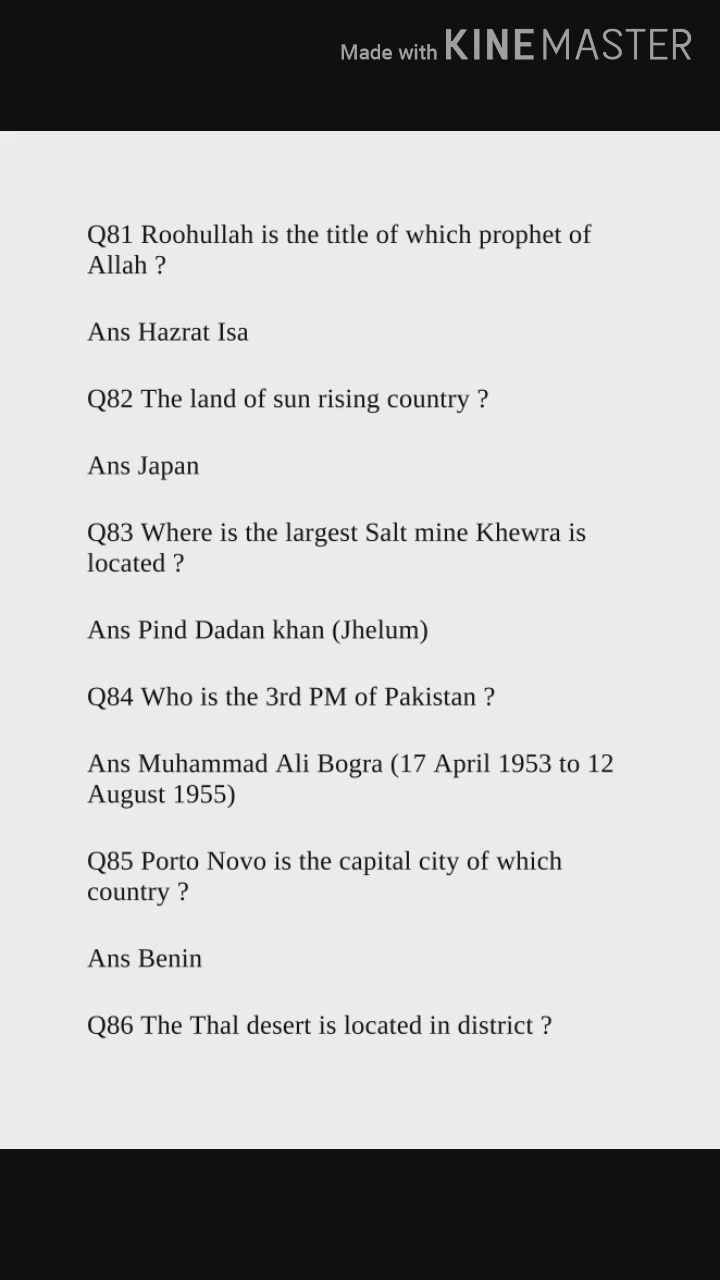 Made with KINEMASTER
Q81 Roohullah is the title of which prophet of
Allah ?
Ans Hazrat Isa
Q82 The land of sun rising country ?
Ans Japan
Q83 Where is the largest Salt mine Khewra is
located ?
Ans Pind Dadan khan (Jhelum)
Q84 Who is the 3rd PM of Pakistan ?
Ans Muhammad Ali Bogra (17 April 1953 to 12
August 1955)
Q85 Porto Novo is the capital city of which
country ?
Ans Benin
Q86 The Thal desert is located in district ?